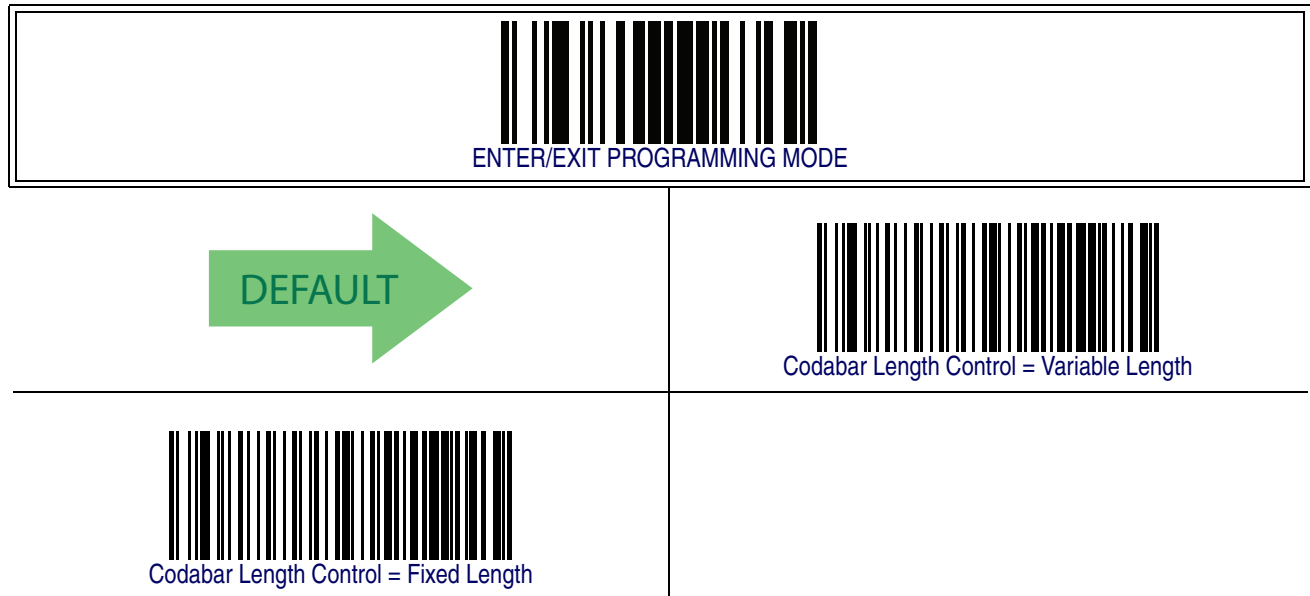 ENTER/EXIT PROGRAMMING MODE
DEFAULT
Codabar Length Control = Variable Length
Codabar Length Control = Fixed Length